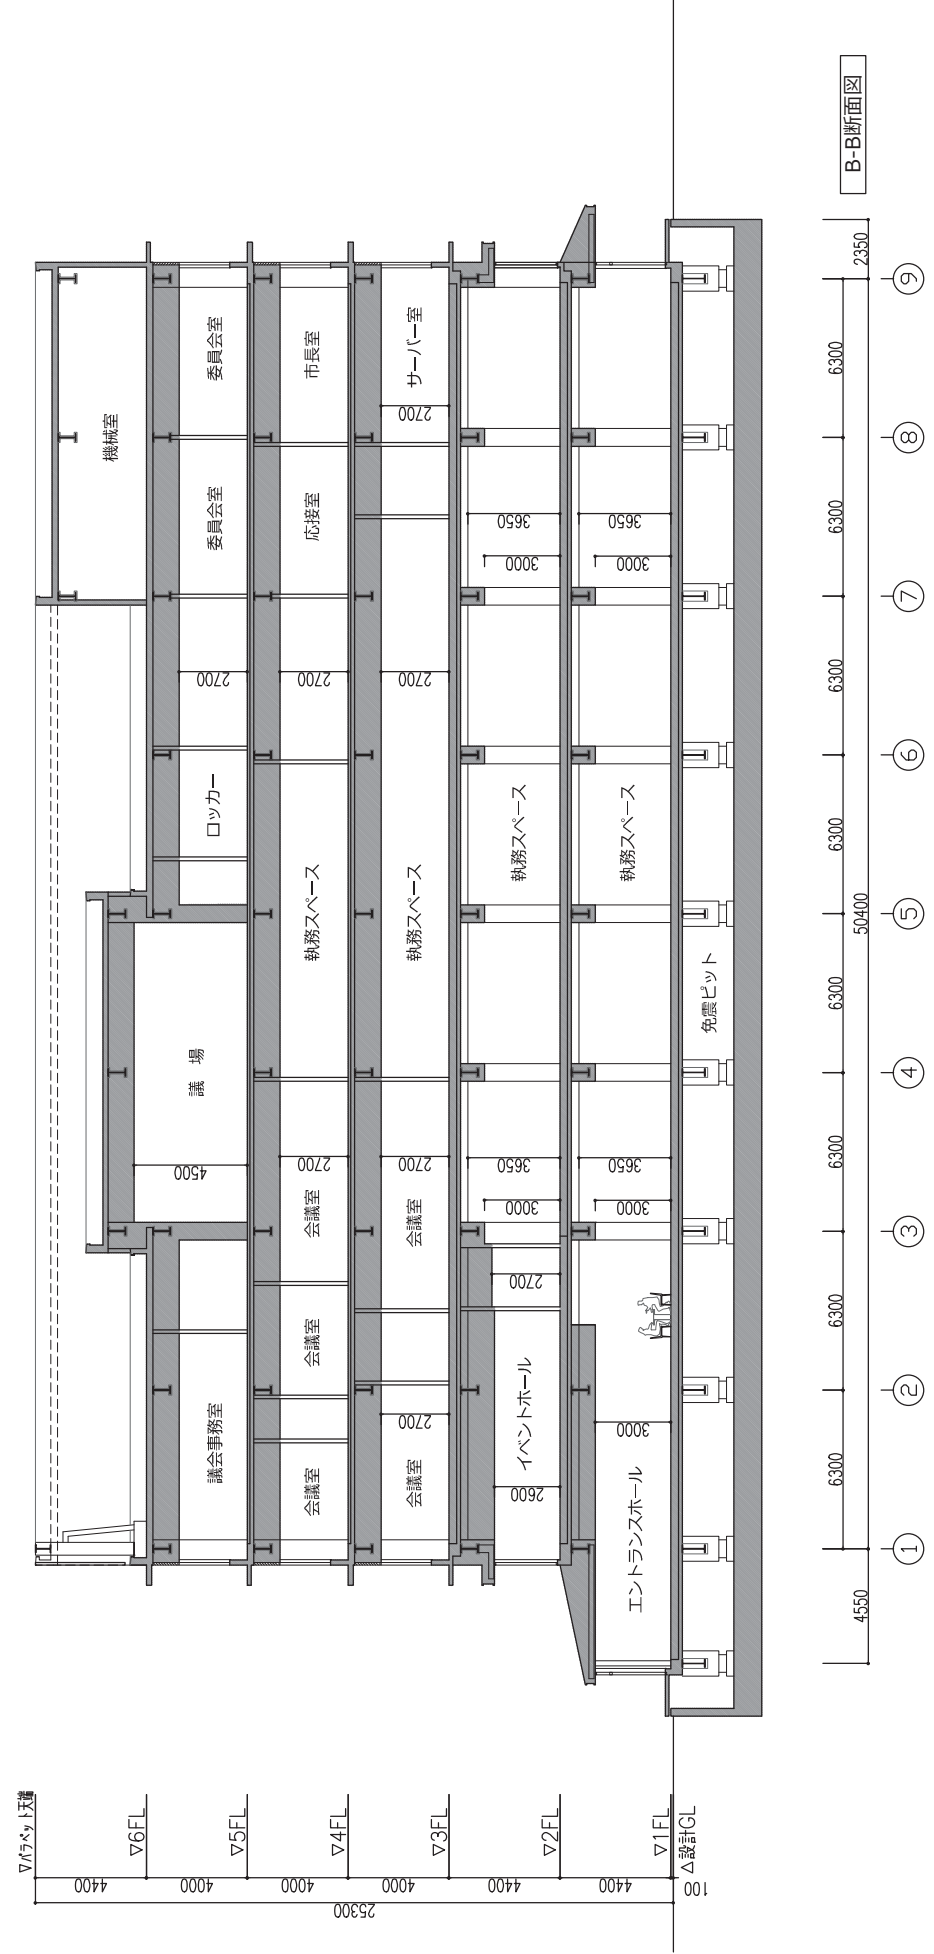 ▽パラペット天端
▽6FL
▽5FL
▽4FL
▽3FL
▽2FL
▽1FL
△設計GL
4400
4000
4000
4000
4400
4400
100
25300
機械室
議会事務室
議　場
4500
ロッカー
2700
委員会室
委員会室
会議室
会議室
会議室
2700
執務スペース
2700
応接室
市長室
会議室
2700
会議室
2700
執務スペース
2700
2700
サーバー室
2600
イベントホール
2700
3000
3650
執務スペース
3000
3650
エントランスホール
3000
3000
3650
執務スペース
3000
3650
免震ピット
6300
6300
6300
6300
6300
6300
6300
6300
4550
50400
2350
1
2
3
4
5
6
7
8
9
B-B断面図